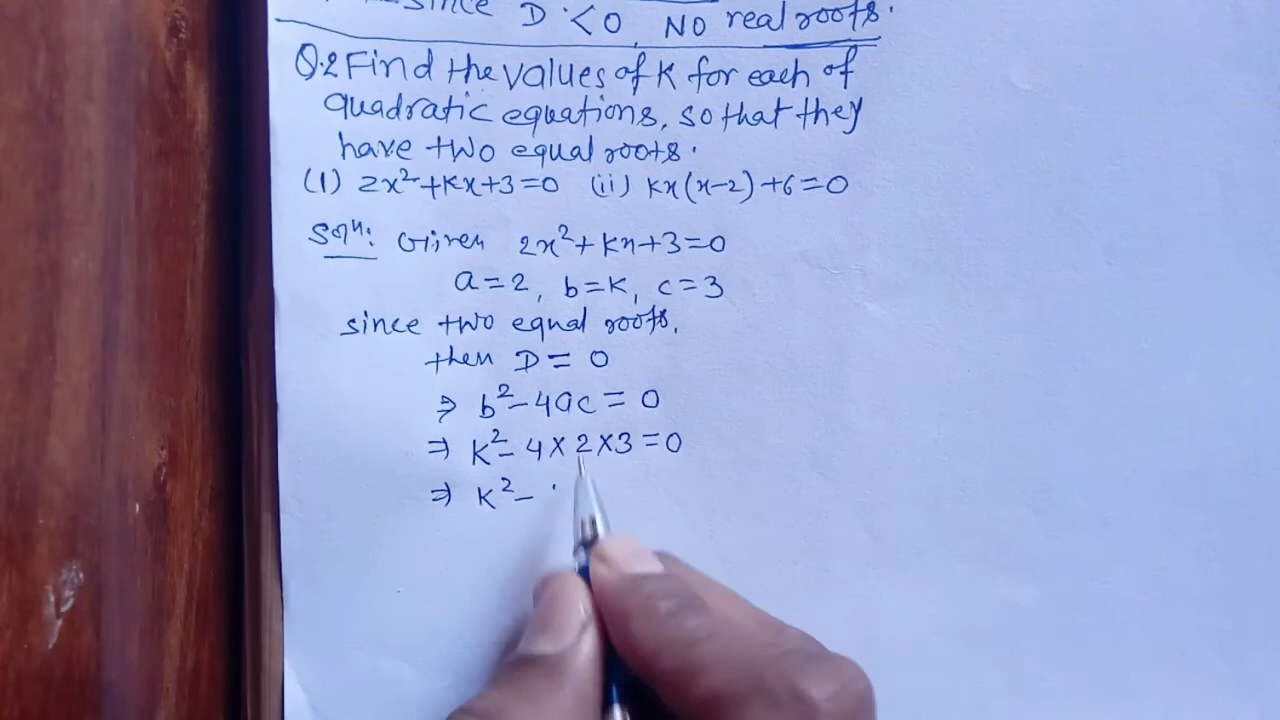 since D < 0, NO real roots.
Q.2 Find the values of K for each of
quadratic equations, so that they
have two equal roots.
(1) 2x²+Kx+3=0 (ii) Kx(x-2)+6=0
Solⁿ: Given 2x²+Kx+3=0
a=2, b=K, c=3
since two equal roots,
then D = 0
⇒ b²-4ac = 0
⇒ K²-4×2×3=0
⇒ K²-